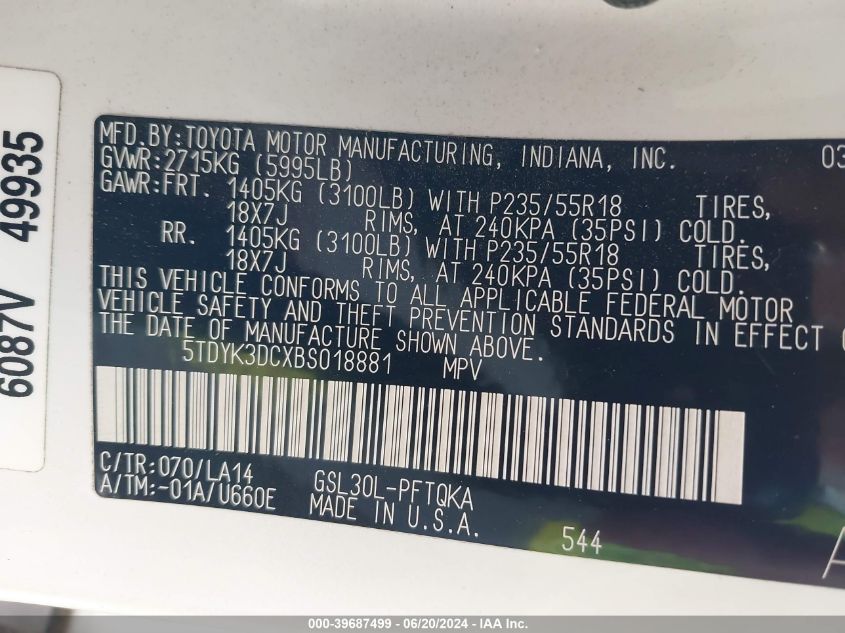 6087V 49935
MFD.BY:TOYOTA MOTOR MANUFACTURING, INDIANA, INC. 03
GVWR:2715KG (5995LB)
GAWR:FRT. 1405KG (3100LB) WITH P235/55R18 TIRES,
18X7J RIMS, AT 240KPA (35PSI) COLD.
RR. 1405KG (3100LB) WITH P235/55R18 TIRES,
18X7J RIMS, AT 240KPA (35PSI) COLD.
THIS VEHICLE CONFORMS TO ALL APPLICABLE FEDERAL MOTOR
VEHICLE SAFETY AND THEFT PREVENTION STANDARDS IN EFFECT
THE DATE OF MANUFACTURE SHOWN ABOVE.
5TDYK3DCXBS018881 MPV
C/TR:070/LA14 GSL30L-PFTQKA
A/TM:-01A/U660E MADE IN U.S.A.
544
000-39687499 — 06/20/2024 — IAA Inc.